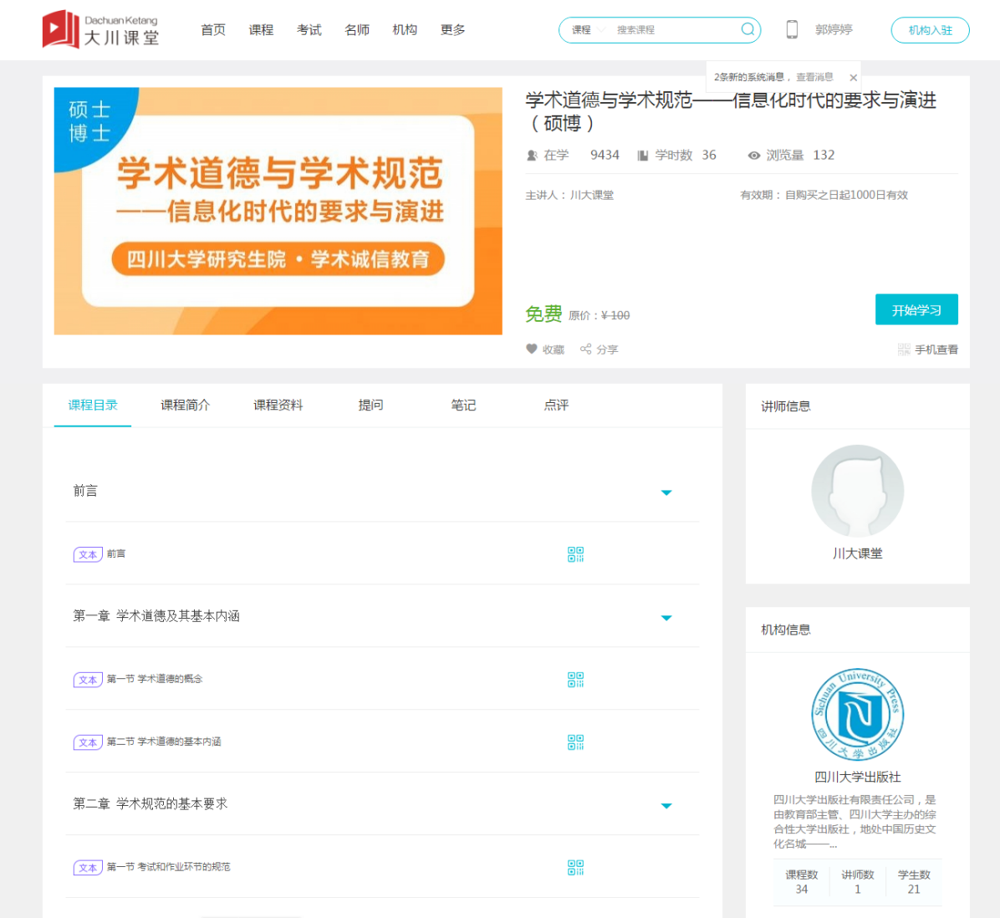 Dachuan Ketang
大川课堂
首页 课程 考试 名师 机构 更多
课程 搜索课程
郭婷婷
机构入驻
2条新的系统消息， 查看消息 ×
硕士
博士
学术道德与学术规范
——信息化时代的要求与演进
四川大学研究生院·学术诚信教育
学术道德与学术规范——信息化时代的要求与演进
（硕博）
在学 9434 学时数 36 浏览量 132
主讲人：川大课堂 有效期：自购买之日起1000日有效
免费 原价：¥ 100
开始学习
收藏 分享 手机查看
课程目录 课程简介 课程资料 提问 笔记 点评
前言
文本 前言
第一章 学术道德及其基本内涵
文本 第一节 学术道德的概念
文本 第二节 学术道德的基本内涵
第二章 学术规范的基本要求
文本 第一节 考试和作业环节的规范
讲师信息
川大课堂
机构信息
Sichuan University Press
四川大学出版社
四川大学出版社
四川大学出版社有限责任公司，是
由教育部主管、四川大学主办的综
合性大学出版社，地处中国历史文
化名城——...
课程数 讲师数 学生数
34 1 21